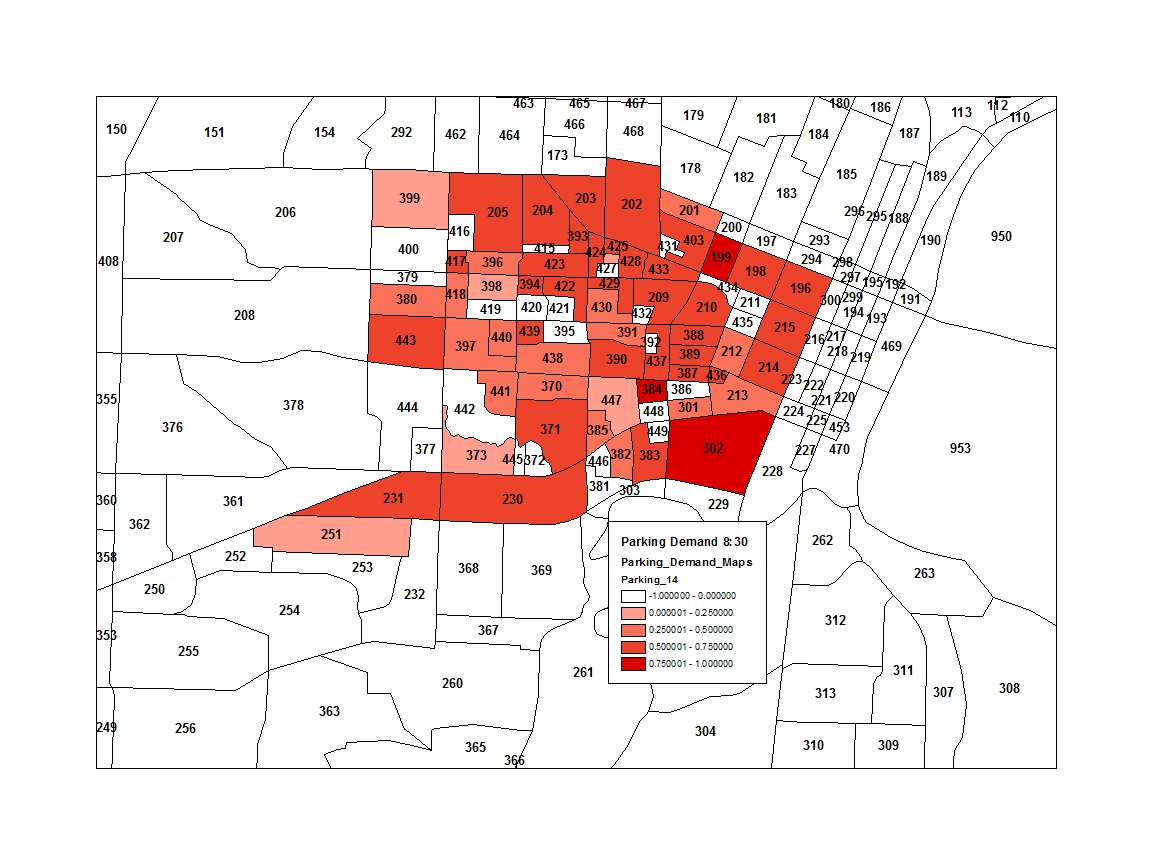 463 465 467 180 186 112
150 151 154 292 462 464 466 468 179 181 184 187 113 110
173 178 182 183 185 189
206 399 205 204 203 202 201 296 295 188
207 416 393 200 197 293 190 950
400 415 424 425 431 403
408 417 396 423 427 428 433 199 198 294 298
379 418 398 394 422 429 434 196 297 195 192
380 419 420 421 430 209 210 211 300 299 191
208 432 435 194 193
443 397 440 439 395 391 392 388 215 216 217
438 390 437 389 212 218 219 469
355 378 370 387 436 214 223 222
376 444 442 441 447 384 386 213 221 220
371 385 448 301 224 225 453
377 373 445 372 446 382 449 383 302 227 470 953
360 361 231 230 381 303 228
362 229
251 262
358 252 253 368 369 263
250 254 232
353 367 312
255 260 261 311
363 313 307 308
249 256 365 304 310 309
366
Parking Demand 8:30
Parking_Demand_Maps
Parking_14
-1.000000 - 0.000000
0.000001 - 0.250000
0.250001 - 0.500000
0.500001 - 0.750000
0.750001 - 1.000000